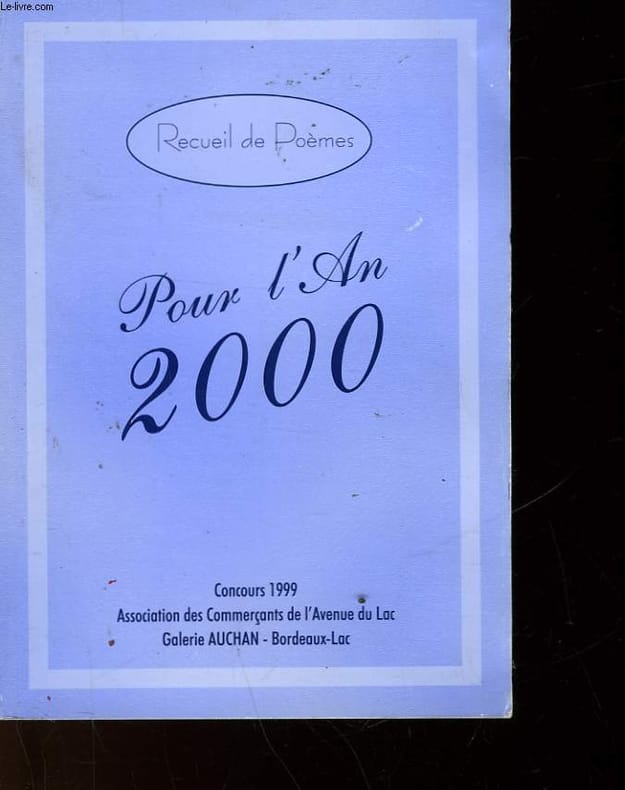 Le-livre.com
Recueil de Poèmes
Pour l'An
2000
Concours 1999
Association des Commerçants de l'Avenue du Lac
Galerie AUCHAN - Bordeaux-Lac